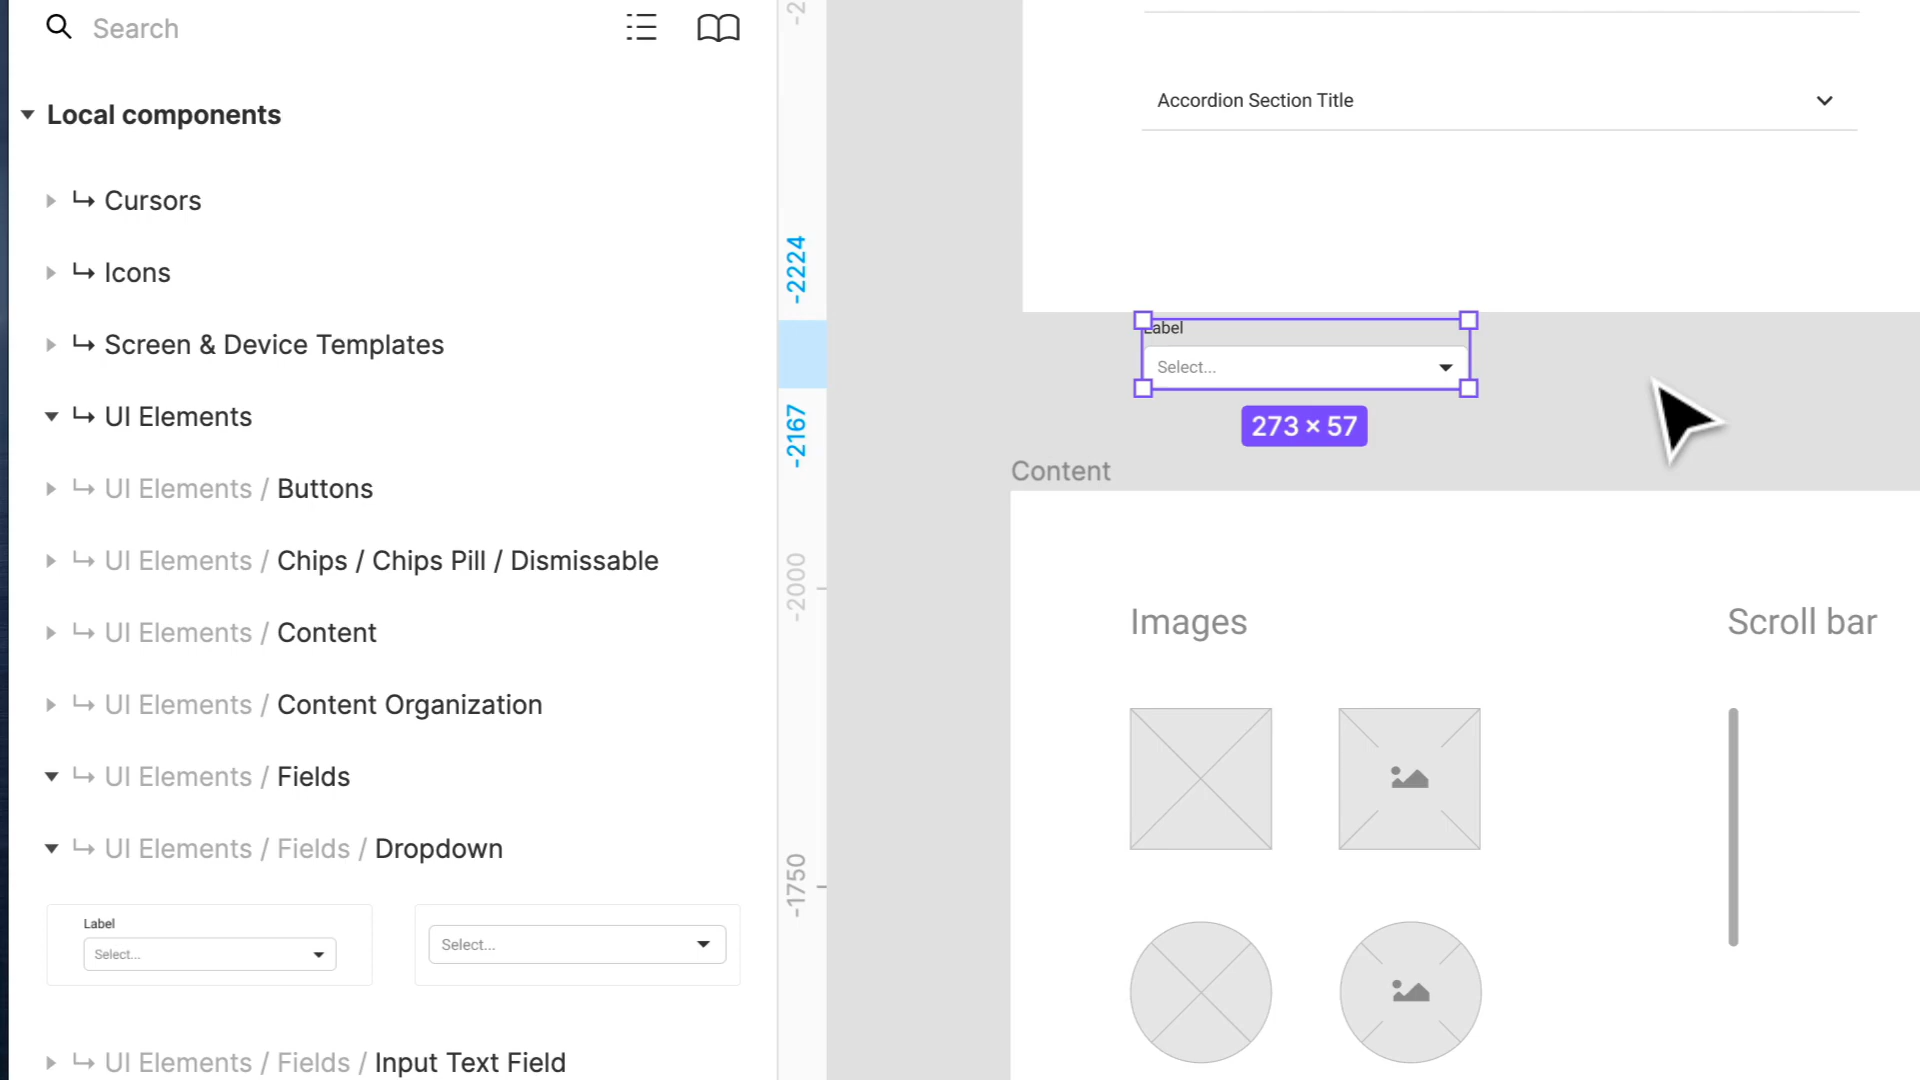 Search
Local components
Cursors
Icons
Screen & Device Templates
UI Elements
UI Elements / Buttons
UI Elements / Chips / Chips Pill / Dismissable
UI Elements / Content
UI Elements / Content Organization
UI Elements / Fields
UI Elements / Fields / Dropdown
Label
Select...
Select...
UI Elements / Fields / Input Text Field
-2224
-2167
-2000
-1750
Accordion Section Title
Label
Select...
273 × 57
Content
Images
Scroll bar